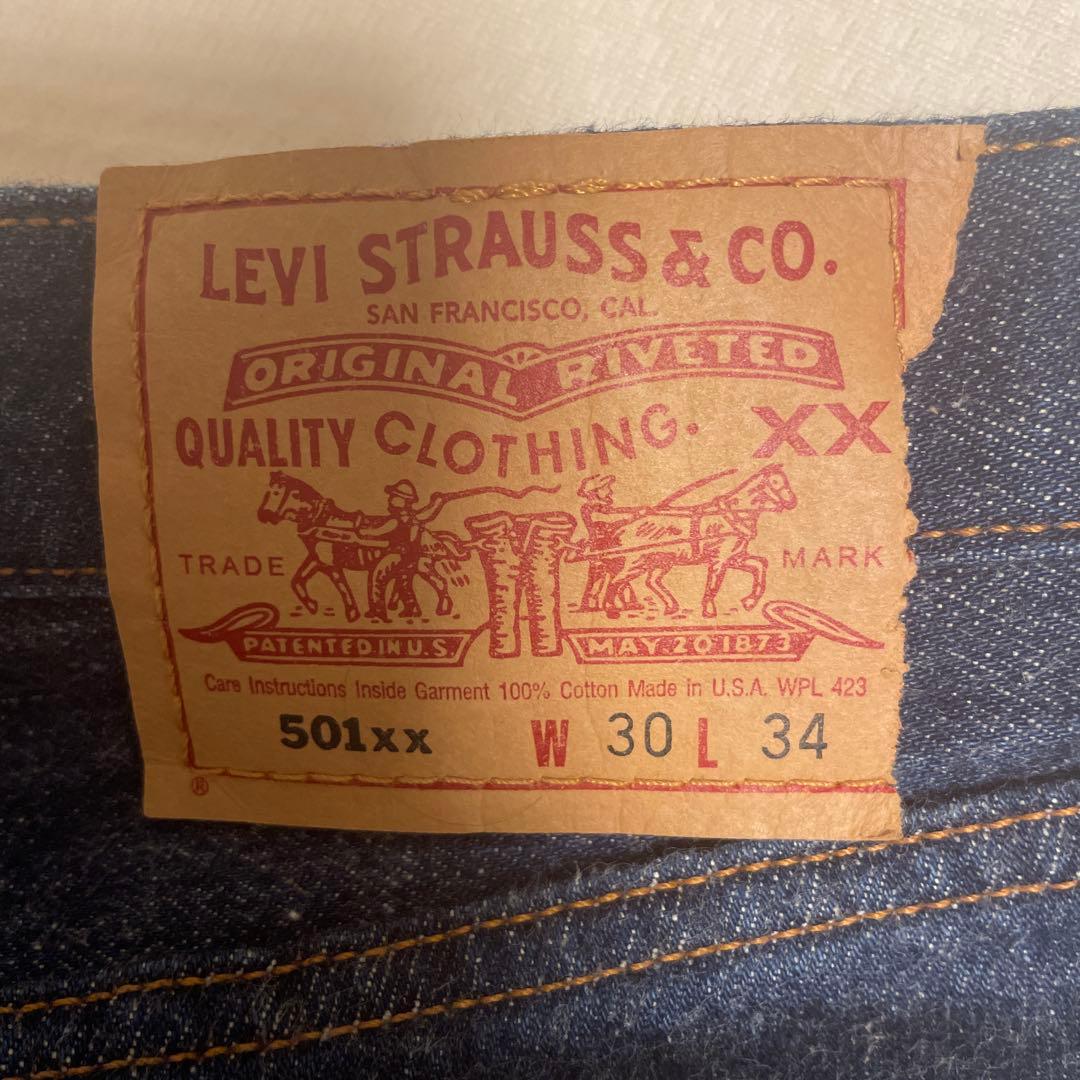 LEVI STRAUSS & CO.
SAN FRANCISCO, CAL.
ORIGINAL RIVETED
QUALITY CLOTHING. XX
TRADE MARK
PATENTED IN U.S. MAY 20 1873
Care Instructions Inside Garment 100% Cotton Made in U.S.A. WPL 423
501xx W 30 L 34
®